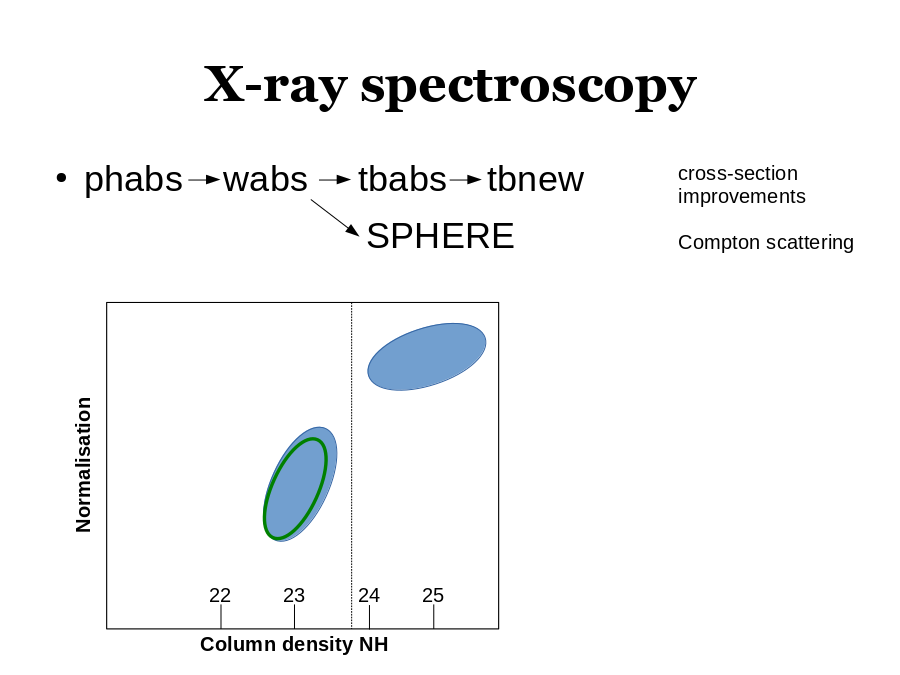 X-ray spectroscopy
• phabs → wabs → tbabs → tbnew
cross-section
improvements
SPHERE
Compton scattering
Normalisation
22 23 24 25
Column density NH